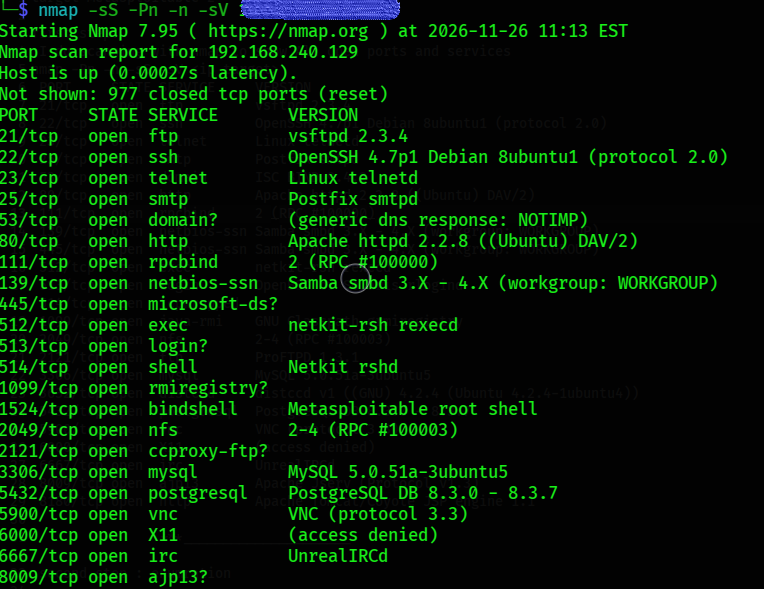 └─$ nmap -sS -Pn -n -sV
Starting Nmap 7.95 ( https://nmap.org ) at 2026-11-26 11:13 EST
Nmap scan report for 192.168.240.129
Host is up (0.00027s latency).
Not shown: 977 closed tcp ports (reset)
PORT     STATE SERVICE      VERSION
21/tcp   open  ftp          vsftpd 2.3.4
22/tcp   open  ssh          OpenSSH 4.7p1 Debian 8ubuntu1 (protocol 2.0)
23/tcp   open  telnet       Linux telnetd
25/tcp   open  smtp         Postfix smtpd
53/tcp   open  domain?      (generic dns response: NOTIMP)
80/tcp   open  http         Apache httpd 2.2.8 ((Ubuntu) DAV/2)
111/tcp  open  rpcbind      2 (RPC #100000)
139/tcp  open  netbios-ssn  Samba smbd 3.X - 4.X (workgroup: WORKGROUP)
445/tcp  open  microsoft-ds?
512/tcp  open  exec         netkit-rsh rexecd
513/tcp  open  login?
514/tcp  open  shell        Netkit rshd
1099/tcp open  rmiregistry?
1524/tcp open  bindshell    Metasploitable root shell
2049/tcp open  nfs          2-4 (RPC #100003)
2121/tcp open  ccproxy-ftp?
3306/tcp open  mysql        MySQL 5.0.51a-3ubuntu5
5432/tcp open  postgresql   PostgreSQL DB 8.3.0 - 8.3.7
5900/tcp open  vnc          VNC (protocol 3.3)
6000/tcp open  X11          (access denied)
6667/tcp open  irc          UnrealIRCd
8009/tcp open  ajp13?